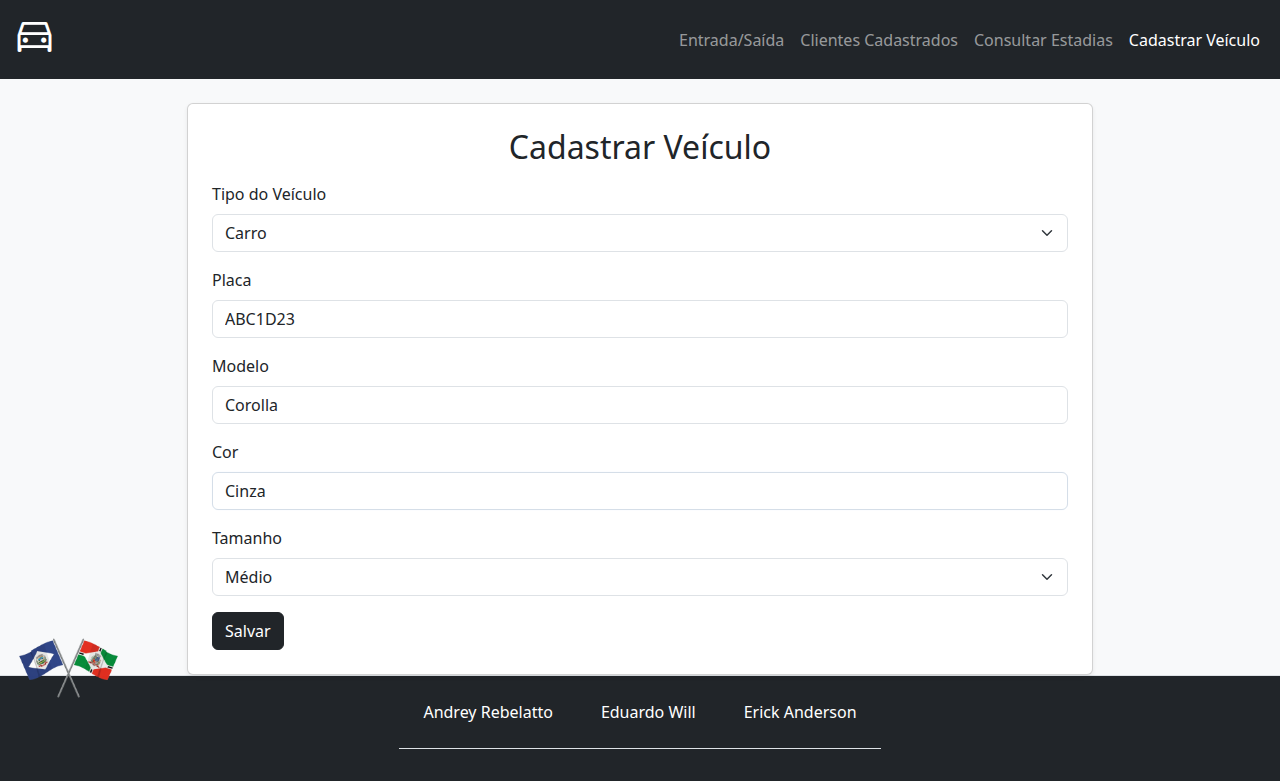 Entrada/Saída Clientes Cadastrados Consultar Estadias Cadastrar Veículo
Cadastrar Veículo
Tipo do Veículo
Carro
Placa
ABC1D23
Modelo
Corolla
Cor
Cinza
Tamanho
Médio
Salvar
Andrey Rebelatto Eduardo Will Erick Anderson